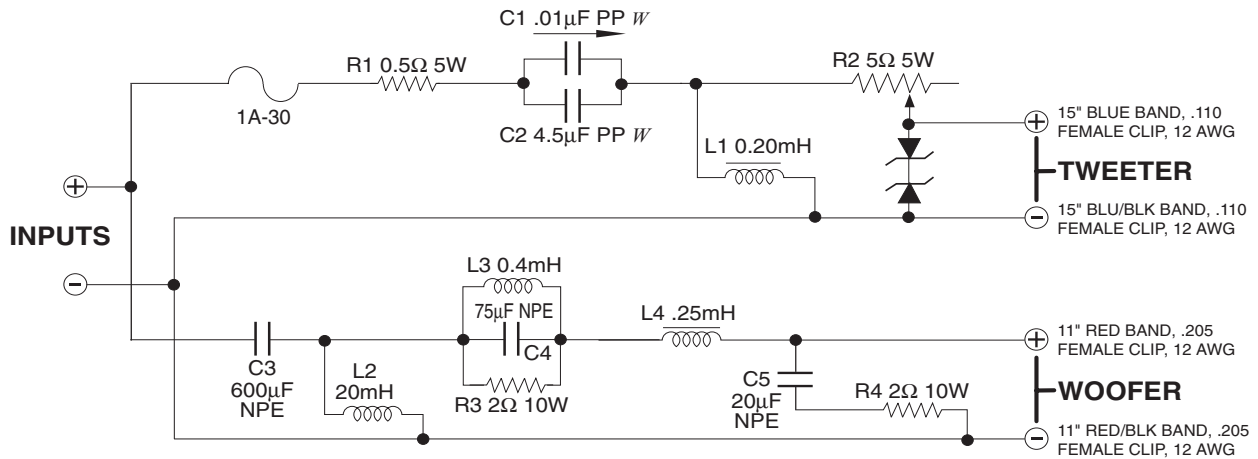 C1 .01µF PP W
R1 0.5Ω 5W
R2 5Ω 5W
1A-30
C2 4.5µF PP W
L1 0.20mH
15" BLUE BAND, .110
FEMALE CLIP, 12 AWG
TWEETER
15" BLU/BLK BAND, .110
FEMALE CLIP, 12 AWG
INPUTS
L3 0.4mH
75µF NPE
C4
R3 2Ω 10W
L4 .25mH
C3
600µF
NPE
L2
20mH
C5
20µF
NPE
R4 2Ω 10W
11" RED BAND, .205
FEMALE CLIP, 12 AWG
WOOFER
11" RED/BLK BAND, .205
FEMALE CLIP, 12 AWG